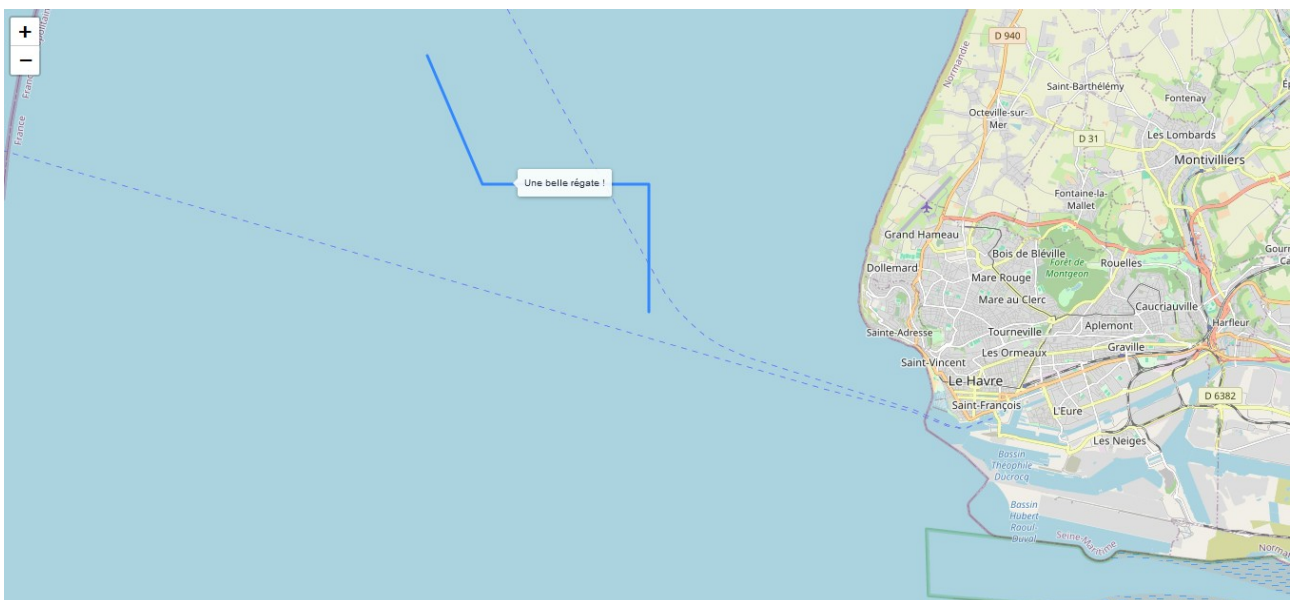 +
−
France
France
Normandie
D 940
Saint-Barthélémy
Fontenay
Octeville-sur-
Mer
D 31
Les Lombards
Montivilliers
Une belle régate !
Fontaine-la-
Mallet
Grand Hameau
Bois de Bléville
Forêt de
Montgeon
Rouelles
Dollemard
Mare Rouge
Mare au Clerc
Caucriauville
Sainte-Adresse
Tourneville
Aplemont
Harfleur
Saint-Vincent
Les Ormeaux
Graville
Le Havre
Saint-François
L'Eure
D 6382
Les Neiges
Bassin
Théophile
Ducrocq
Bassin
Hubert
Raoul-
Duval
Seine-Maritime